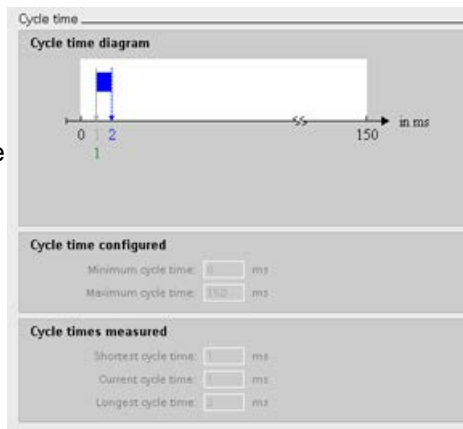 Cycle time
Cycle time diagram
0 1 2 150 in ms
1
e
Cycle time configured
Minimum cycle time: 0 ms
Maximum cycle time: 150 ms
Cycle times measured
Shortest cycle time: 1 ms
Current cycle time: 1 ms
Longest cycle time: 2 ms